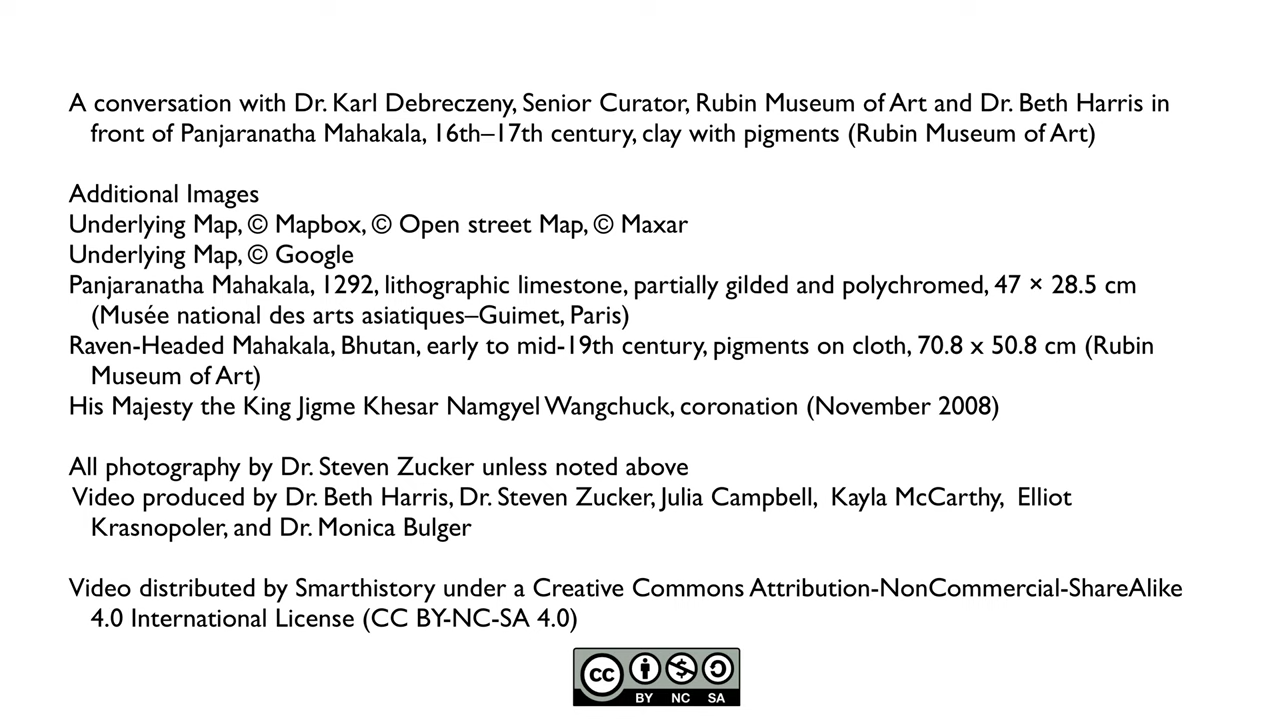 A conversation with Dr. Karl Debreczeny, Senior Curator, Rubin Museum of Art and Dr. Beth Harris in
front of Panjaranatha Mahakala, 16th–17th century, clay with pigments (Rubin Museum of Art)
Additional Images
Underlying Map, © Mapbox, © Open street Map, © Maxar
Underlying Map, © Google
Panjaranatha Mahakala, 1292, lithographic limestone, partially gilded and polychromed, 47 × 28.5 cm
(Musée national des arts asiatiques–Guimet, Paris)
Raven-Headed Mahakala, Bhutan, early to mid-19th century, pigments on cloth, 70.8 x 50.8 cm (Rubin
Museum of Art)
His Majesty the King Jigme Khesar Namgyel Wangchuck, coronation (November 2008)
All photography by Dr. Steven Zucker unless noted above
Video produced by Dr. Beth Harris, Dr. Steven Zucker, Julia Campbell, Kayla McCarthy, Elliot
Krasnopoler, and Dr. Monica Bulger
Video distributed by Smarthistory under a Creative Commons Attribution-NonCommercial-ShareAlike
4.0 International License (CC BY-NC-SA 4.0)
cc
BY NC SA